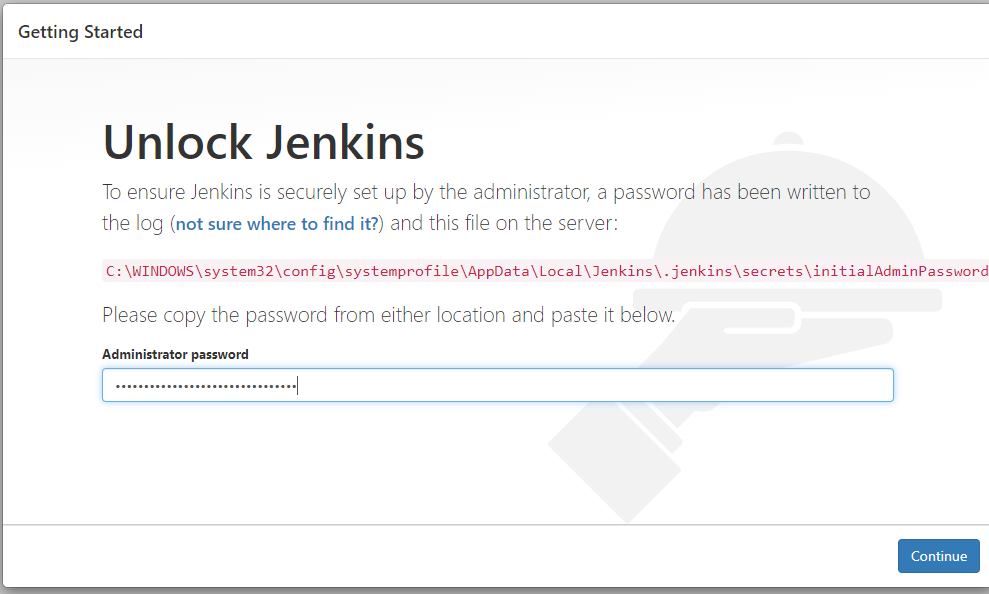 Getting Started
Unlock Jenkins
To ensure Jenkins is securely set up by the administrator, a password has been written to
the log (not sure where to find it?) and this file on the server:
C:\WINDOWS\system32\config\systemprofile\AppData\Local\Jenkins\.jenkins\secrets\initialAdminPassword
Please copy the password from either location and paste it below.
Administrator password
••••••••••••••••••••••••••••••••
Continue